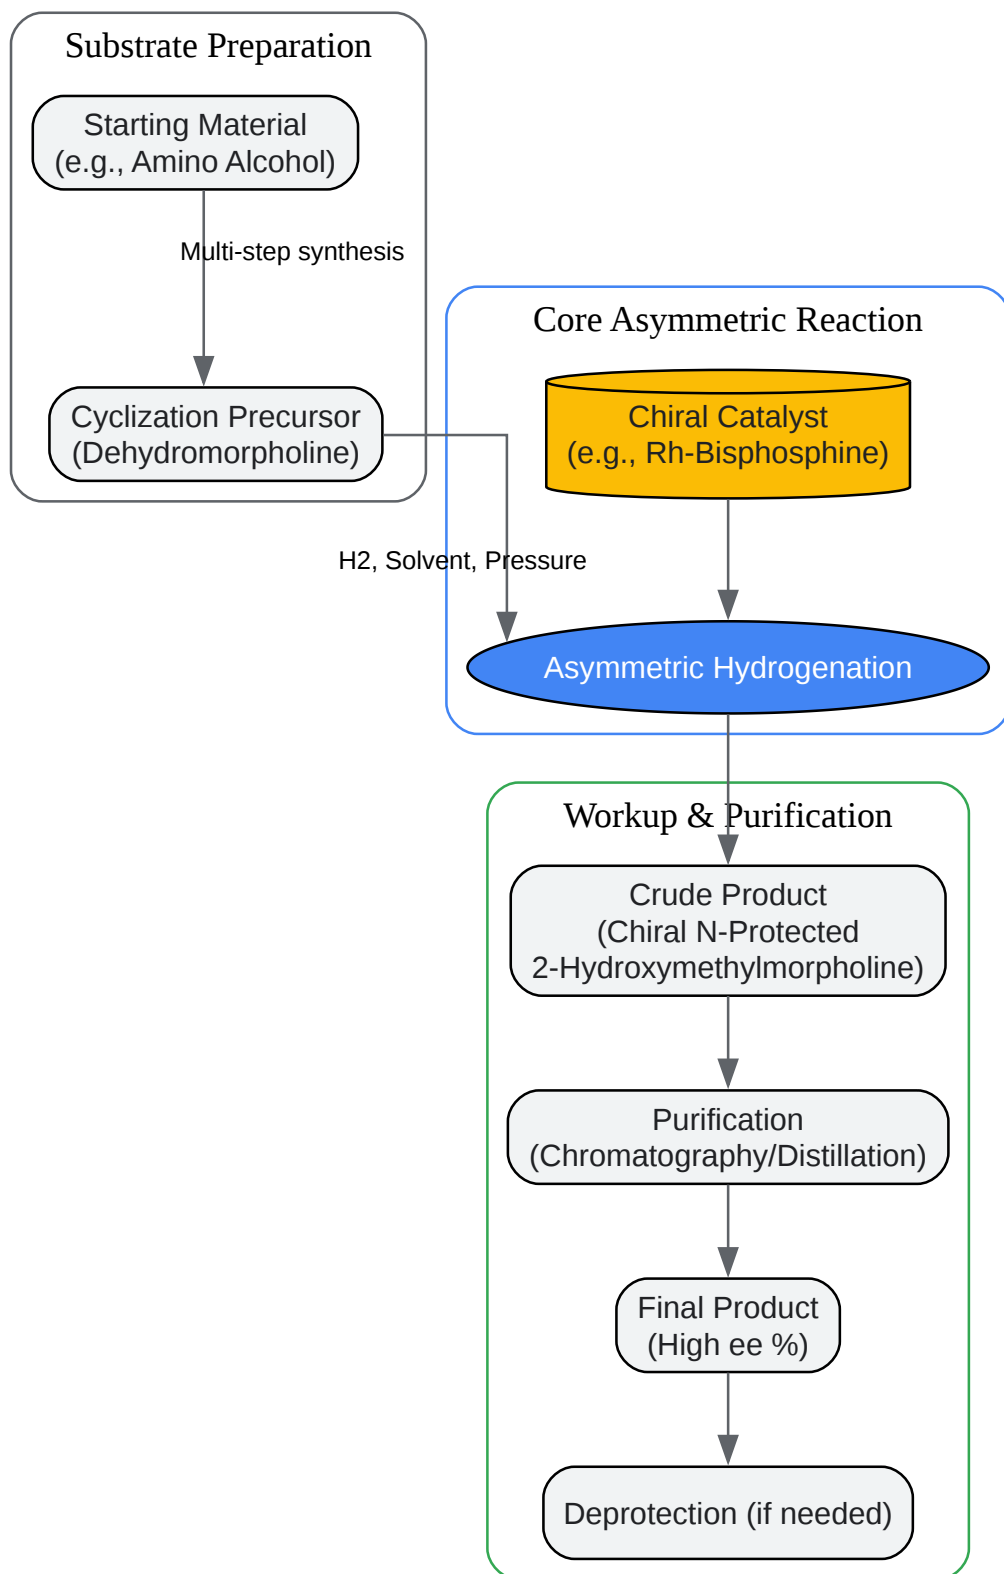 Substrate Preparation
Starting Material
(e.g., Amino Alcohol)
Multi-step synthesis
Cyclization Precursor
(Dehydromorpholine)
Core Asymmetric Reaction
Chiral Catalyst
(e.g., Rh-Bisphosphine)
H2, Solvent, Pressure
Asymmetric Hydrogenation
Workup & Purification
Crude Product
(Chiral N-Protected
2-Hydroxymethylmorpholine)
Purification
(Chromatography/Distillation)
Final Product
(High ee %)
Deprotection (if needed)